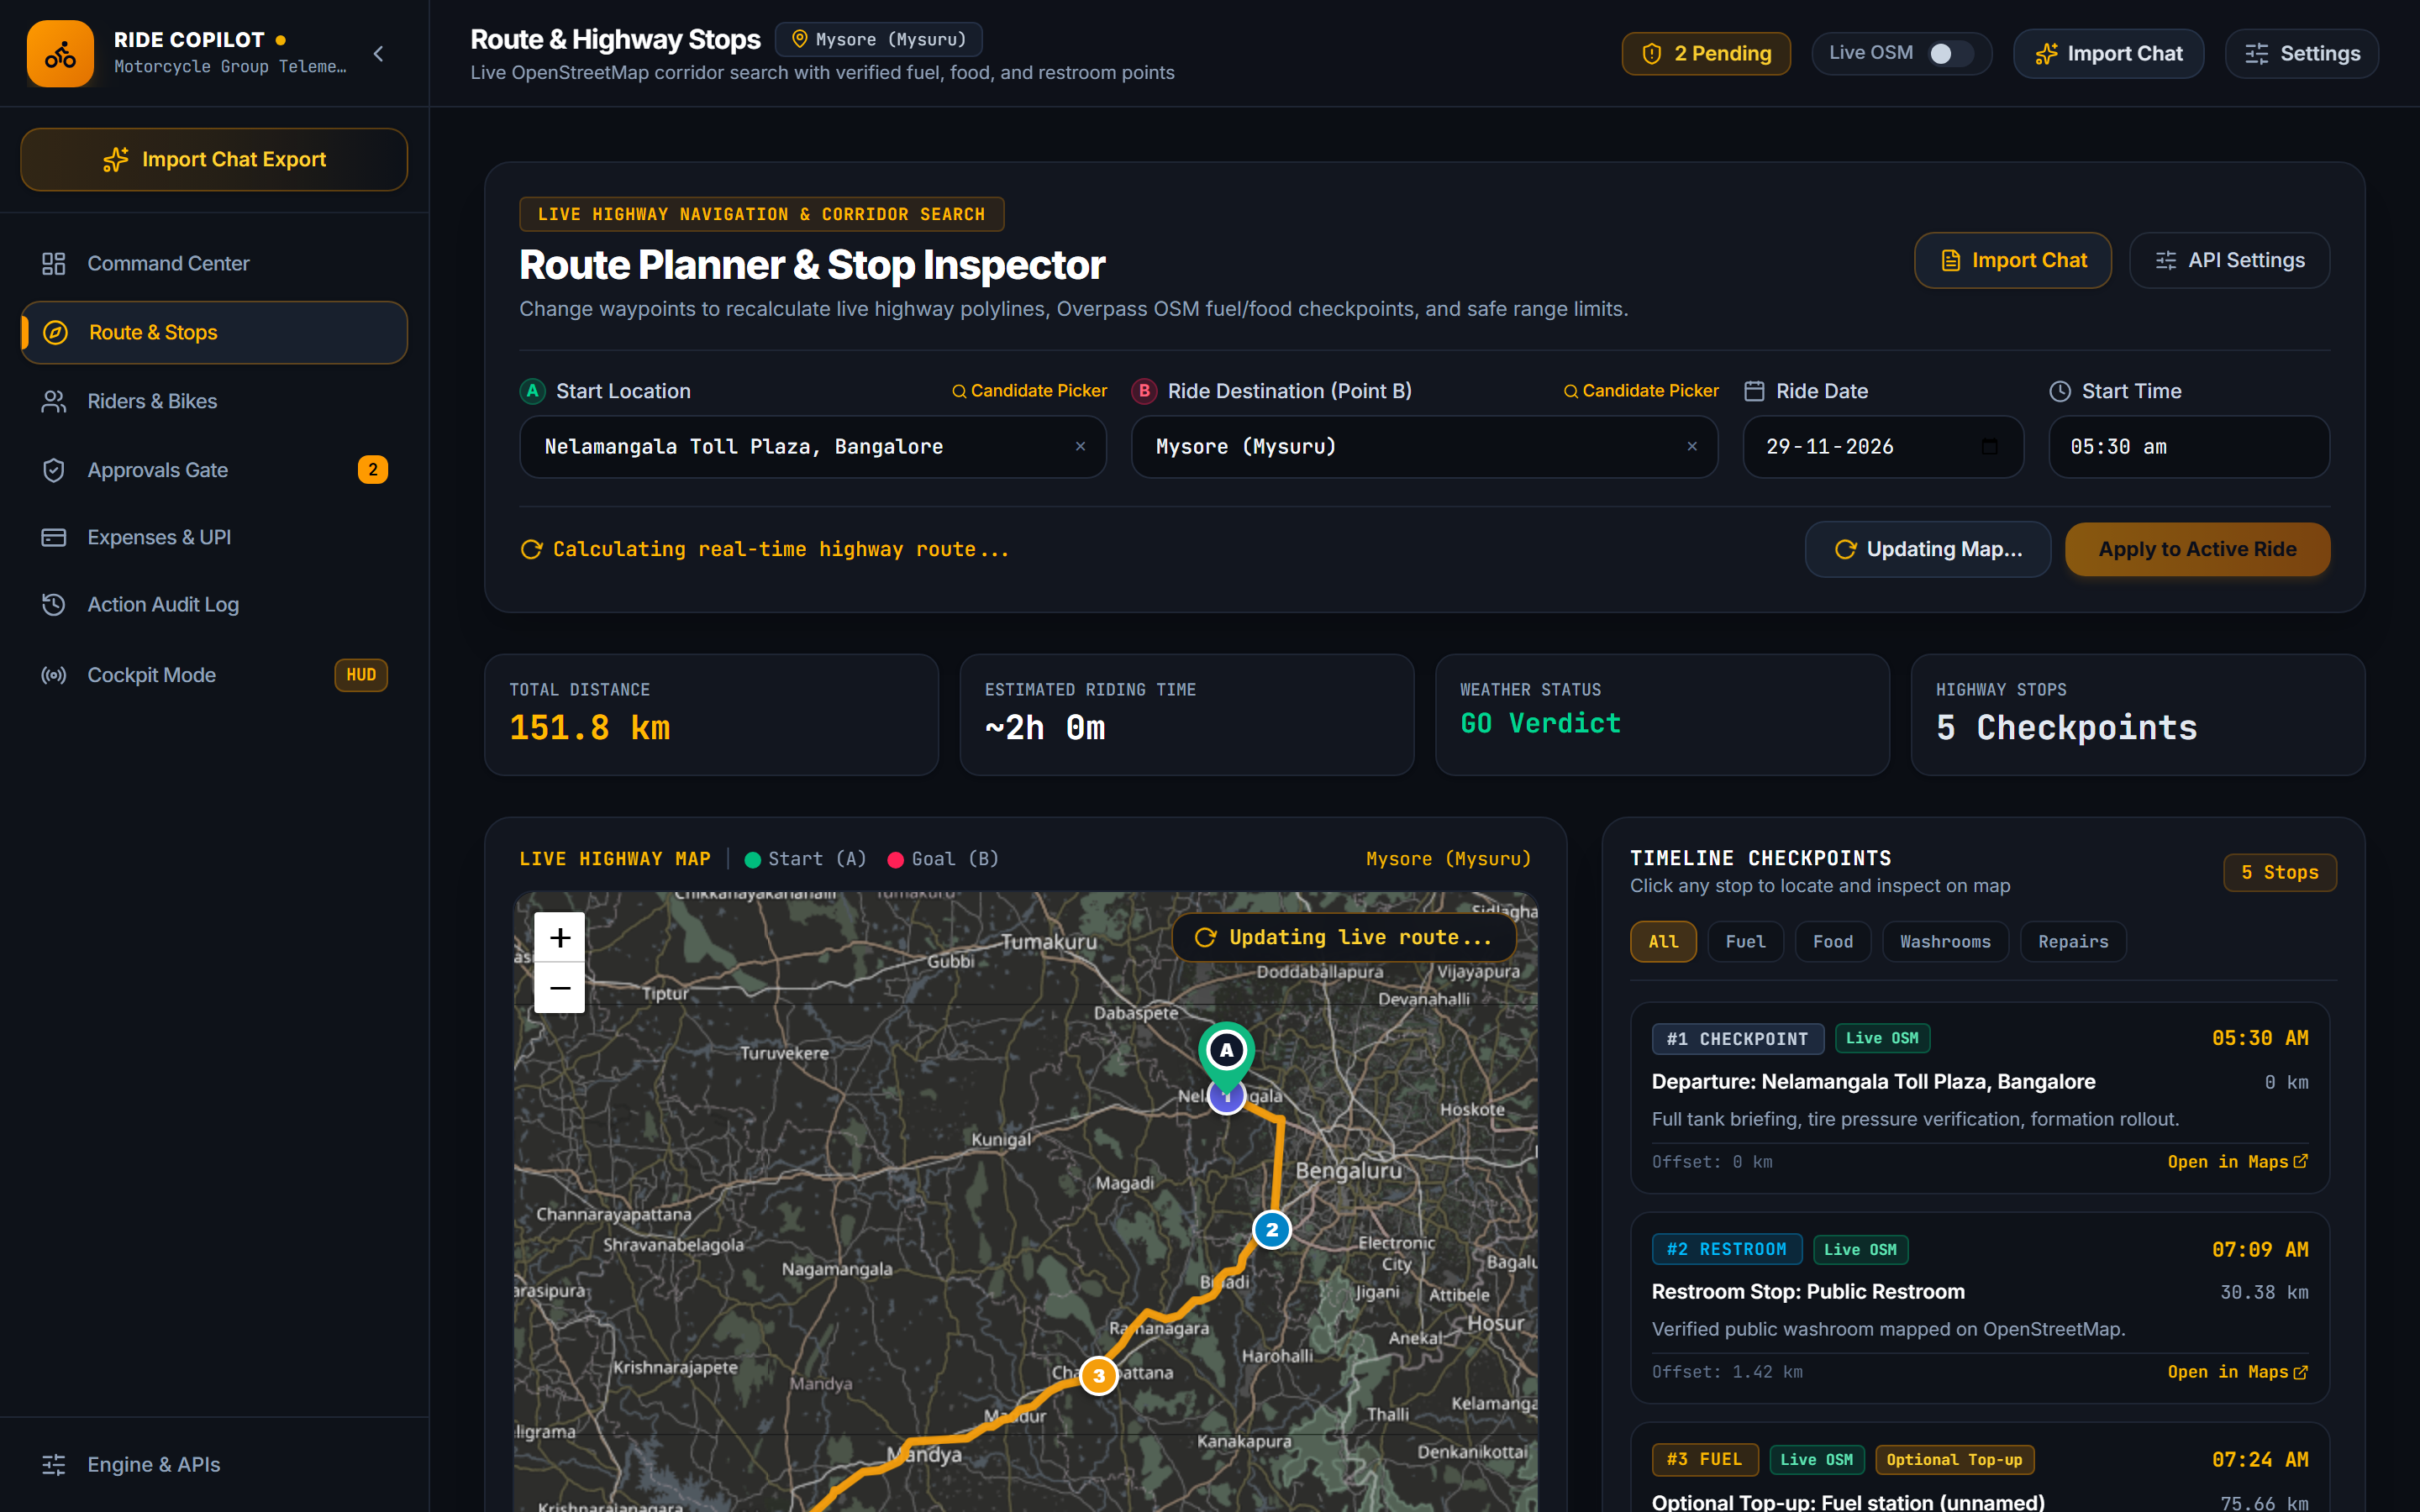 RIDE COPILOT
Motorcycle Group Teleme...
Import Chat Export
Command Center
Route & Stops
Riders & Bikes
Approvals Gate 2
Expenses & UPI
Action Audit Log
Cockpit Mode HUD
Engine & APIs
Route & Highway Stops Mysore (Mysuru)
Live OpenStreetMap corridor search with verified fuel, food, and restroom points
2 Pending Live OSM Import Chat Settings
LIVE HIGHWAY NAVIGATION & CORRIDOR SEARCH
Route Planner & Stop Inspector
Change waypoints to recalculate live highway polylines, Overpass OSM fuel/food checkpoints, and safe range limits.
Import Chat API Settings
A Start Location Candidate Picker B Ride Destination (Point B) Candidate Picker Ride Date Start Time
Nelamangala Toll Plaza, Bangalore × Mysore (Mysuru) × 29-11-2026 05:30 am
Calculating real-time highway route... Updating Map... Apply to Active Ride
TOTAL DISTANCE
151.8 km
ESTIMATED RIDING TIME
~2h 0m
WEATHER STATUS
GO Verdict
HIGHWAY STOPS
5 Checkpoints
LIVE HIGHWAY MAP Start (A) Goal (B) Mysore (Mysuru)
+
−
Updating live route...
Chikkanayakanahalli
Tumakuru
Tumakuru
Gubbi
Tiptur
Doddaballapura
Vijayapura
Devanahalli
Dabaspete
Turuvekere
A
Hoskote
Kunigal
Bengaluru
Magadi
Channarayapattana
Shravanabelagola
2
Electronic
City
Nagamangala
Jigani
Attibele
Hosur
Anekal
Harohalli
Krishnarajapete
Mandya
3
Thalli
Mandya
Kanakapura
Denkanikottai
TIMELINE CHECKPOINTS
Click any stop to locate and inspect on map
5 Stops
All Fuel Food Washrooms Repairs
#1 CHECKPOINT Live OSM 05:30 AM
Departure: Nelamangala Toll Plaza, Bangalore 0 km
Full tank briefing, tire pressure verification, formation rollout.
Offset: 0 km Open in Maps
#2 RESTROOM Live OSM 07:09 AM
Restroom Stop: Public Restroom 30.38 km
Verified public washroom mapped on OpenStreetMap.
Offset: 1.42 km Open in Maps
#3 FUEL Live OSM Optional Top-up 07:24 AM
Optional Top-up: Fuel station (unnamed) 75.66 km